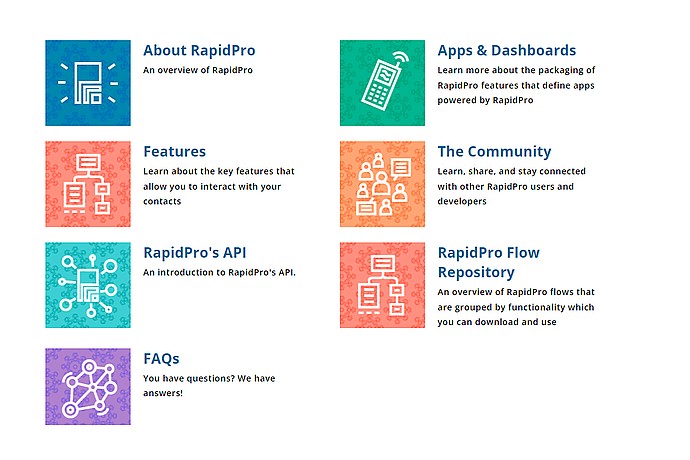 About RapidPro
An overview of RapidPro
Apps & Dashboards
Learn more about the packaging of
RapidPro features that define apps
powered by RapidPro
Features
Learn about the key features that
allow you to interact with your
contacts
The Community
Learn, share, and stay connected
with other RapidPro users and
developers
RapidPro's API
An introduction to RapidPro's API.
RapidPro Flow
Repository
An overview of RapidPro flows that
are grouped by functionality which
you can download and use
FAQs
You have questions? We have
answers!